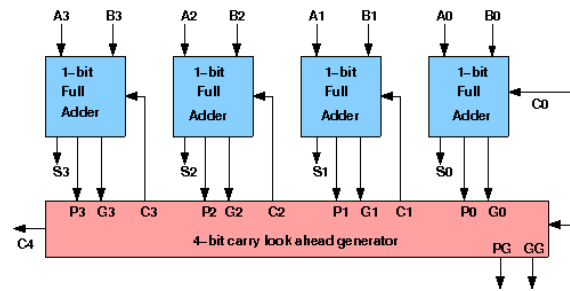 A3 B3 A2 B2 A1 B1 A0 B0
1-bit 1-bit 1-bit 1-bit
Full Full Full Full
Adder Adder Adder Adder
C0
S3 S2 S1 S0
P3 G3 C3 P2 G2 C2 P1 G1 C1 P0 G0
C4
4-bit carry look ahead generator
PG GG